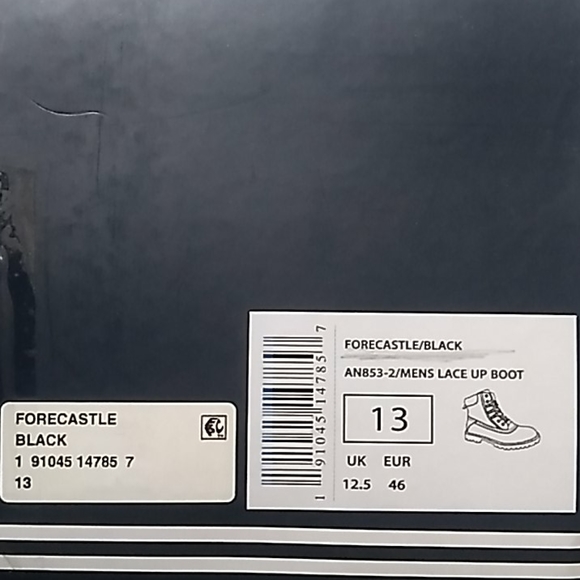 FORECASTLE
BLACK
1 91045 14785 7
13
1 91045 14785 7
FORECASTLE/BLACK
AN853-2/MENS LACE UP BOOT
13
UK EUR
12.5 46